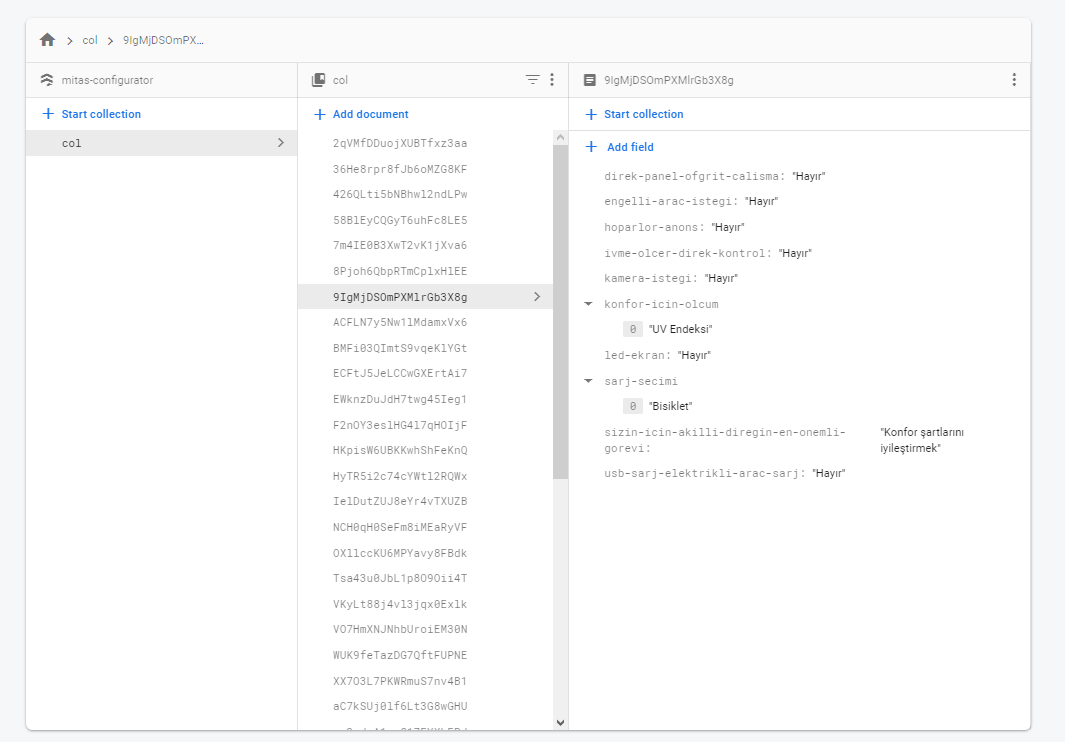 col
9IgMjDSOmPX...
mitas-configurator
col
9IgMjDSOmPXMlrGb3X8g
Start collection
Add document
Start collection
col
Add field
2qVMfDDuojXUBTfxz3aa
36He8rpr8fJb6oMZG8KF
426QLti5bNBhwl2ndLPw
58BlEyCQGyT6uhFc8LE5
7m4IE0B3XwT2vK1jXva6
8Pjoh6QbpRTmCplxHlEE
9IgMjDSOmPXMlrGb3X8g
ACFLN7y5Nw1lMdamxVx6
BMFi03QImtS9vqeKlYGt
ECFtJ5JeLCCwGXErtAi7
EWknzDuJdH7twg45Ieg1
F2nOY3eslHG4l7qHOIjF
HKpisW6UBKKwhShFeKnQ
HyTR5i2c74cYWtl2RQWx
IelDutZUJ8eYr4vTXUZB
NCH0qH0SeFm8iMEaRyVF
OXllccKU6MPYavy8FBdk
Tsa43u0JbL1p8O9Oii4T
VKyLt88j4vl3jqx0Exlk
VO7HmXNJNhbUroiEM30N
WUK9feTazDG7QftFUPNE
XX7O3L7PKWRmuS7nv4B1
aC7kSUj0lf6Lt3G8wGHU
direk-panel-ofgrit-calisma: "Hayır"
engelli-arac-istegi: "Hayır"
hoparlor-anons: "Hayır"
ivme-olcer-direk-kontrol: "Hayır"
kamera-istegi: "Hayır"
konfor-icin-olcum
0 "UV Endeksi"
led-ekran: "Hayır"
sarj-secimi
0 "Bisiklet"
sizin-icin-akilli-diregin-en-onemli-gorevi: "Konfor şartlarını
iyileştirmek"
usb-sarj-elektrikli-arac-sarj: "Hayır"